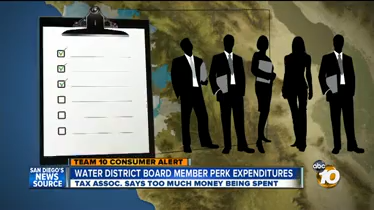 TEAM 10 CONSUMER ALERT
SAN DIEGO'S
NEWS
SOURCE
WATER DISTRICT BOARD MEMBER PERK EXPENDITURES
TAX ASSOC. SAYS TOO MUCH MONEY BEING SPENT
abc
10